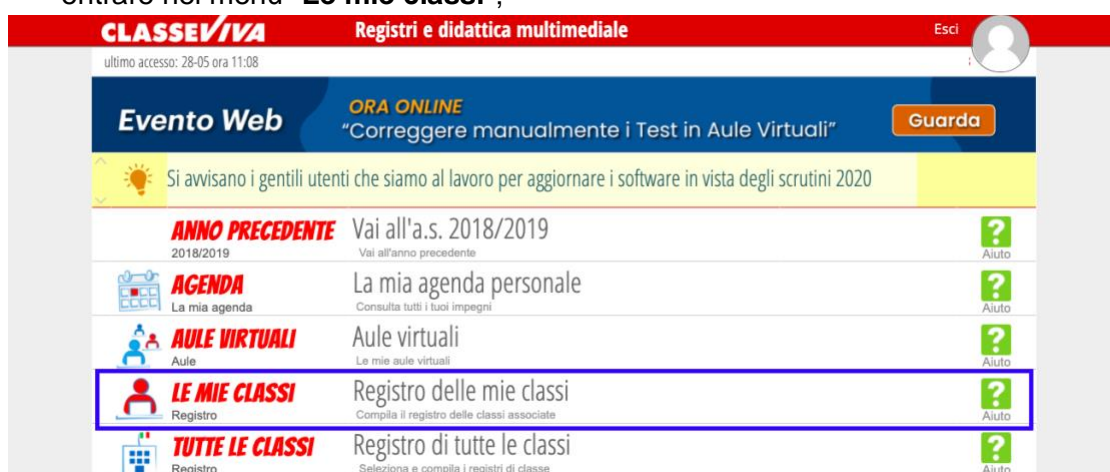 entrare nel menù "Le mie classi";
CLASSEVIVA Registri e didattica multimediale Esci
ultimo accesso: 28-05 ora 11:08
Evento Web
ORA ONLINE
"Correggere manualmente i Test in Aule Virtuali"
Guarda
Si avvisano i gentili utenti che siamo al lavoro per aggiornare i software in vista degli scrutini 2020
ANNO PRECEDENTE Vai all'a.s. 2018/2019
2018/2019 Vai all'anno precedente Aiuto
AGENDA La mia agenda personale
La mia agenda Consulta tutti i tuoi impegni Aiuto
AULE VIRTUALI Aule virtuali
Aule Le mie aule virtuali Aiuto
LE MIE CLASSI Registro delle mie classi
Registro Compila il registro delle classi associate Aiuto
TUTTE LE CLASSI Registro di tutte le classi
Registro Seleziona e compila i registri di classe Aiuto